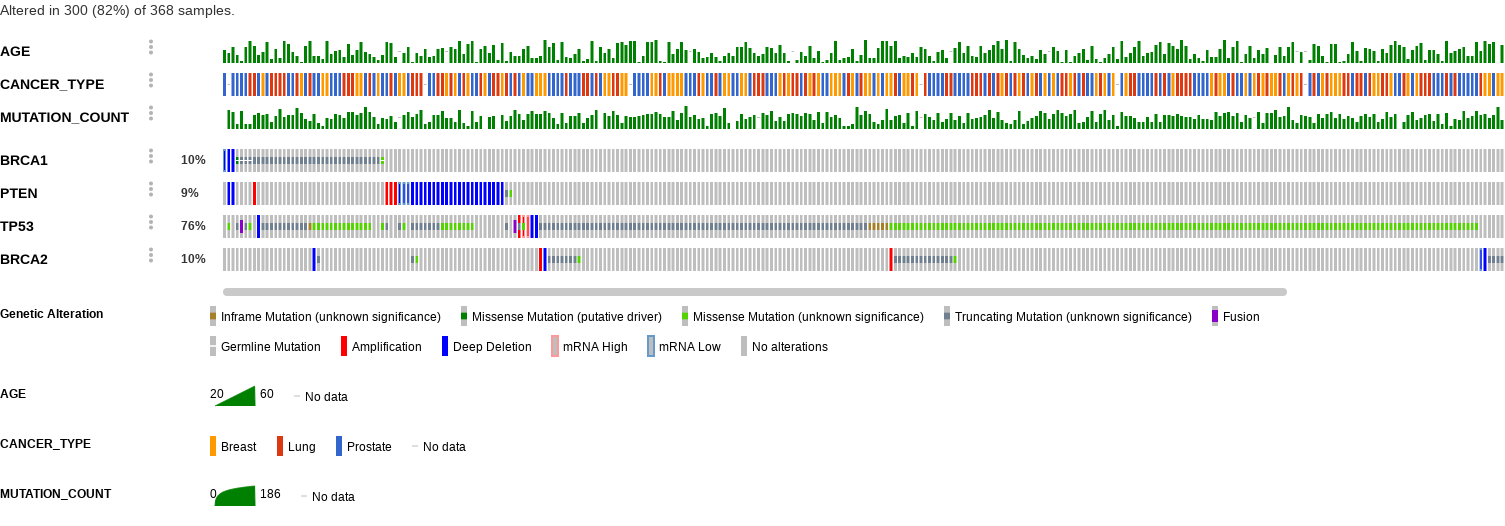 Altered in 300 (82%) of 368 samples.
AGE
CANCER_TYPE
MUTATION_COUNT
BRCA1 10%
PTEN 9%
TP53 76%
BRCA2 10%
Genetic Alteration Inframe Mutation (unknown significance) Missense Mutation (putative driver) Missense Mutation (unknown significance) Truncating Mutation (unknown significance) Fusion
Germline Mutation Amplification Deep Deletion mRNA High mRNA Low No alterations
AGE 20 60 No data
CANCER_TYPE Breast Lung Prostate No data
MUTATION_COUNT 0 186 No data